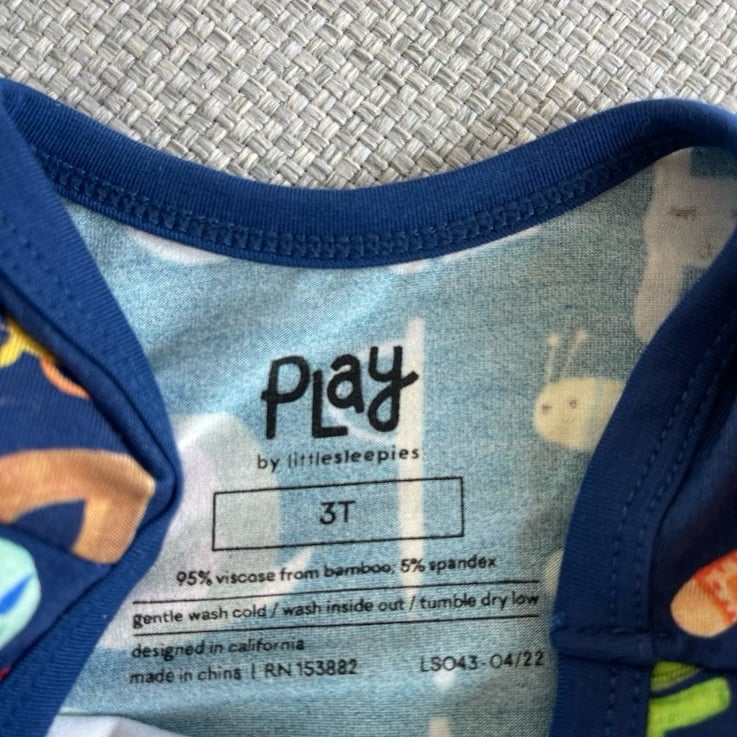 PLay
by littlesleepies
3T
95% viscose from bamboo, 5% spandex
gentle wash cold / wash inside out / tumble dry low
designed in california
made in china | RN 153882 LS043-04/22